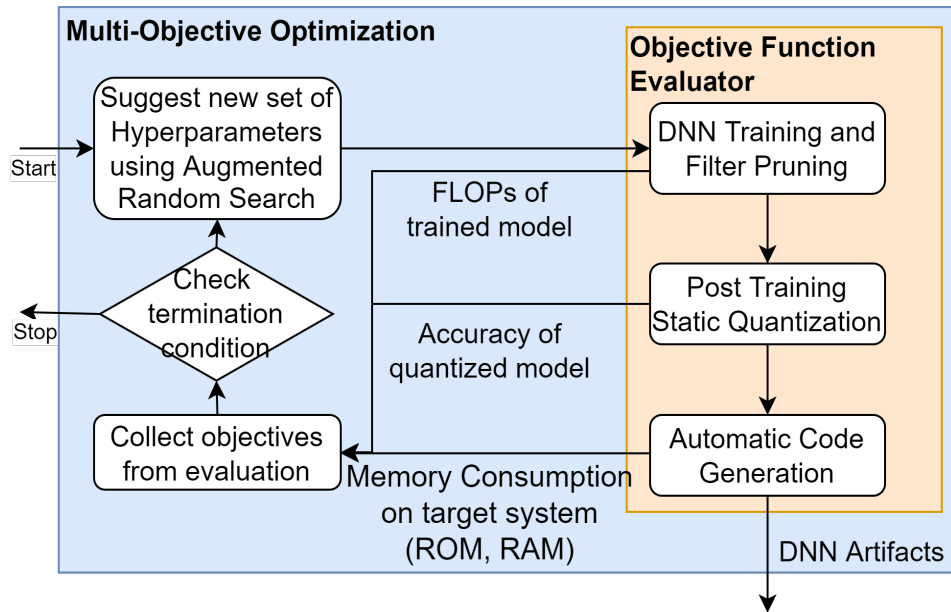 Multi-Objective Optimization
Objective Function
Evaluator
Suggest new set of
Hyperparameters
using Augmented
Random Search
Start
DNN Training and
Filter Pruning
FLOPs of
trained model
Check
termination
condition
Stop
Post Training
Static Quantization
Accuracy of
quantized model
Collect objectives
from evaluation
Automatic Code
Generation
Memory Consumption
on target system
(ROM, RAM)
DNN Artifacts